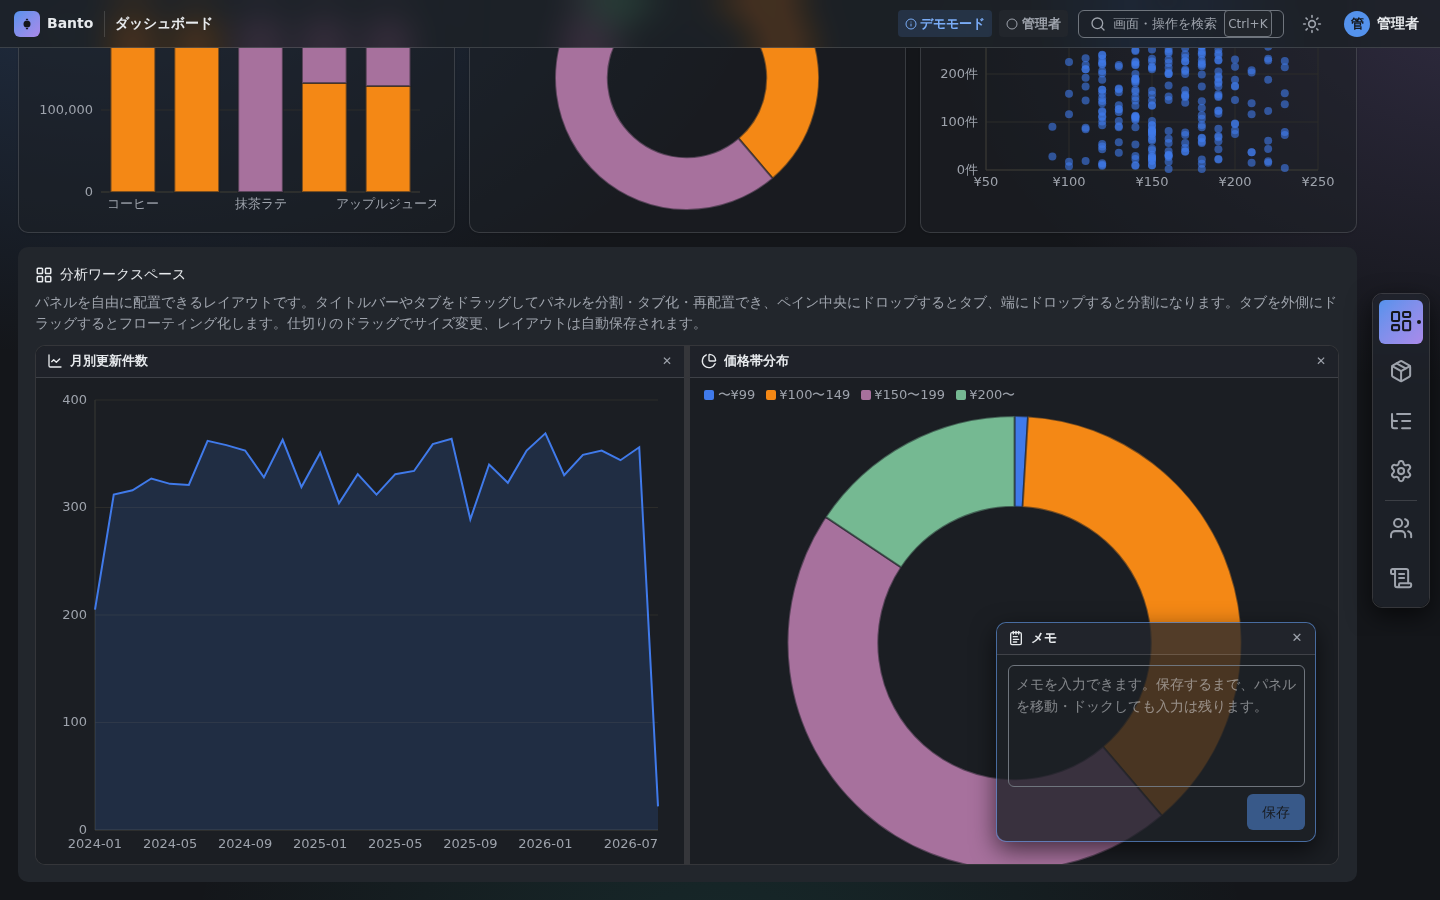 Banto
ダッシュボード
デモモード
管理者
画面・操作を検索
Ctrl+K
管
管理者
100,000
0
コーヒー
抹茶ラテ
アップルジュース
200件
100件
0件
¥50
¥100
¥150
¥200
¥250
分析ワークスペース
パネルを自由に配置できるレイアウトです。タイトルバーやタブをドラッグしてパネルを分割・タブ化・再配置でき、ペイン中央にドロップするとタブ、端にドロップすると分割になります。タブを外側にド
ラッグするとフローティング化します。仕切りのドラッグでサイズ変更、レイアウトは自動保存されます。
月別更新件数
400
300
200
100
0
2024-01
2024-05
2024-09
2025-01
2025-05
2025-09
2026-01
2026-07
価格帯分布
〜¥99
¥100〜149
¥150〜199
¥200〜
メモ
メモを入力できます。保存するまで、パネル
を移動・ドックしても入力は残ります。
保存